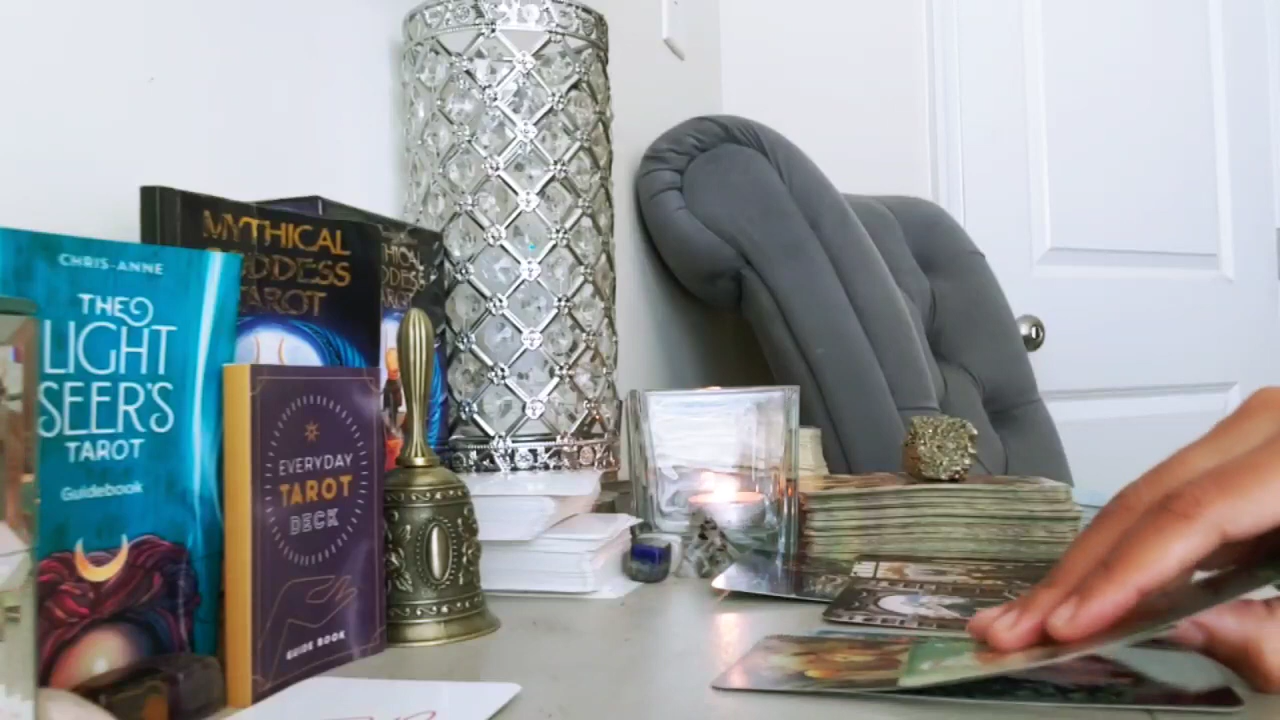 CHRIS-ANNE
THE
LIGHT
SEER'S
TAROT
Guidebook
MYTHICAL
GODDESS
TAROT
EVERYDAY
TAROT
DECK
GUIDE BOOK